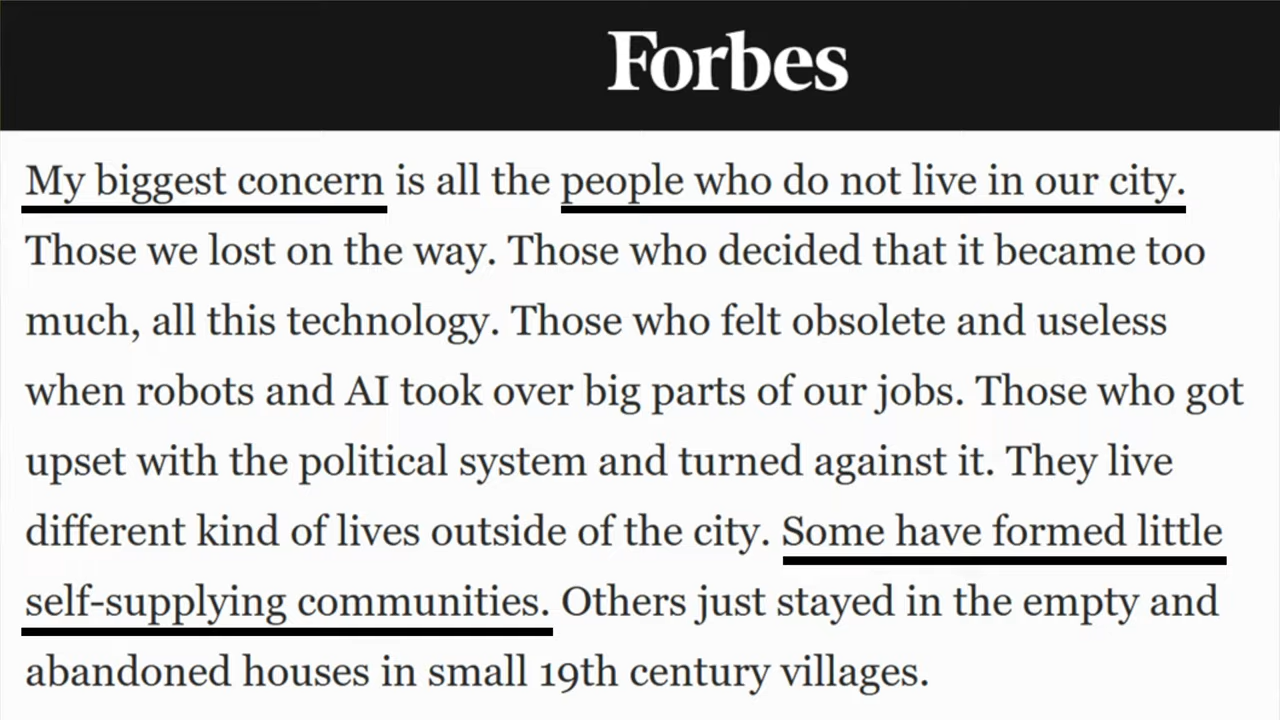 Forbes
My biggest concern is all the people who do not live in our city.
Those we lost on the way. Those who decided that it became too
much, all this technology. Those who felt obsolete and useless
when robots and AI took over big parts of our jobs. Those who got
upset with the political system and turned against it. They live
different kind of lives outside of the city. Some have formed little
self-supplying communities. Others just stayed in the empty and
abandoned houses in small 19th century villages.